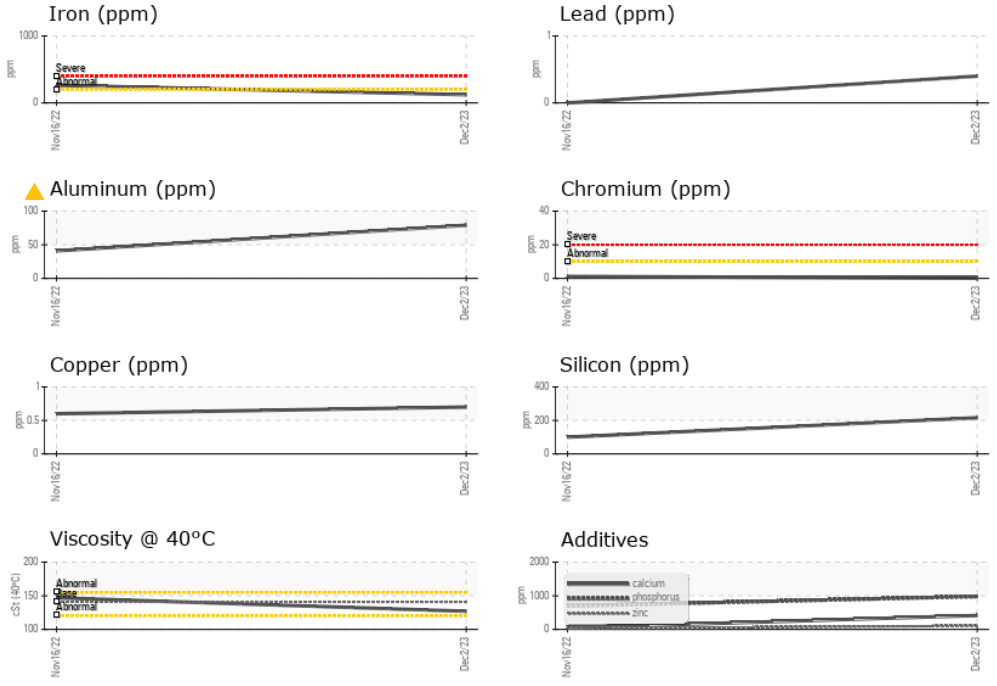 Iron (ppm)
1000
0
ppm
Severe
Abnormal
Nov16/22
Dec2/23
Lead (ppm)
1
0
ppm
Nov16/22
Dec2/23
Aluminum (ppm)
100
50
0
ppm
Nov16/22
Dec2/23
Chromium (ppm)
40
20
0
ppm
Severe
Abnormal
Nov16/22
Dec2/23
Copper (ppm)
1
0.5
0
ppm
Nov16/22
Dec2/23
Silicon (ppm)
400
200
0
ppm
Nov16/22
Dec2/23
Viscosity @ 40°C
200
150
100
cSt (40°C)
Abnormal
Base
Abnormal
Nov16/22
Dec2/23
Additives
2000
1000
0
ppm
calcium
phosphorus
zinc
Nov16/22
Dec2/23